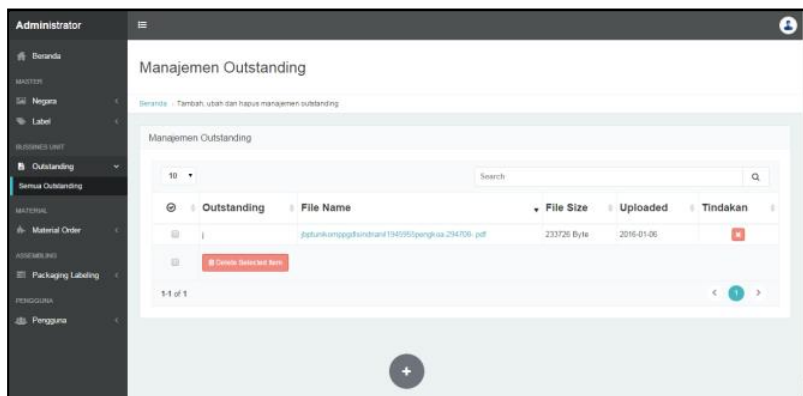 Administrator
Beranda
MASTER
Negara
Label
BUSSINES UNIT
Outstanding
Semua Outstanding
MATERIAL
Material Order
ASSEMBLING
Packaging Labeling
PENGGUNA
Pengguna
Manajemen Outstanding
Beranda Tambah, ubah dan hapus manajemen outstanding
Manajemen Outstanding
10 Search
Outstanding File Name File Size Uploaded Tindakan
j 233726 Byte 2016-01-06
Delete Selected Item
1-1 of 1 1